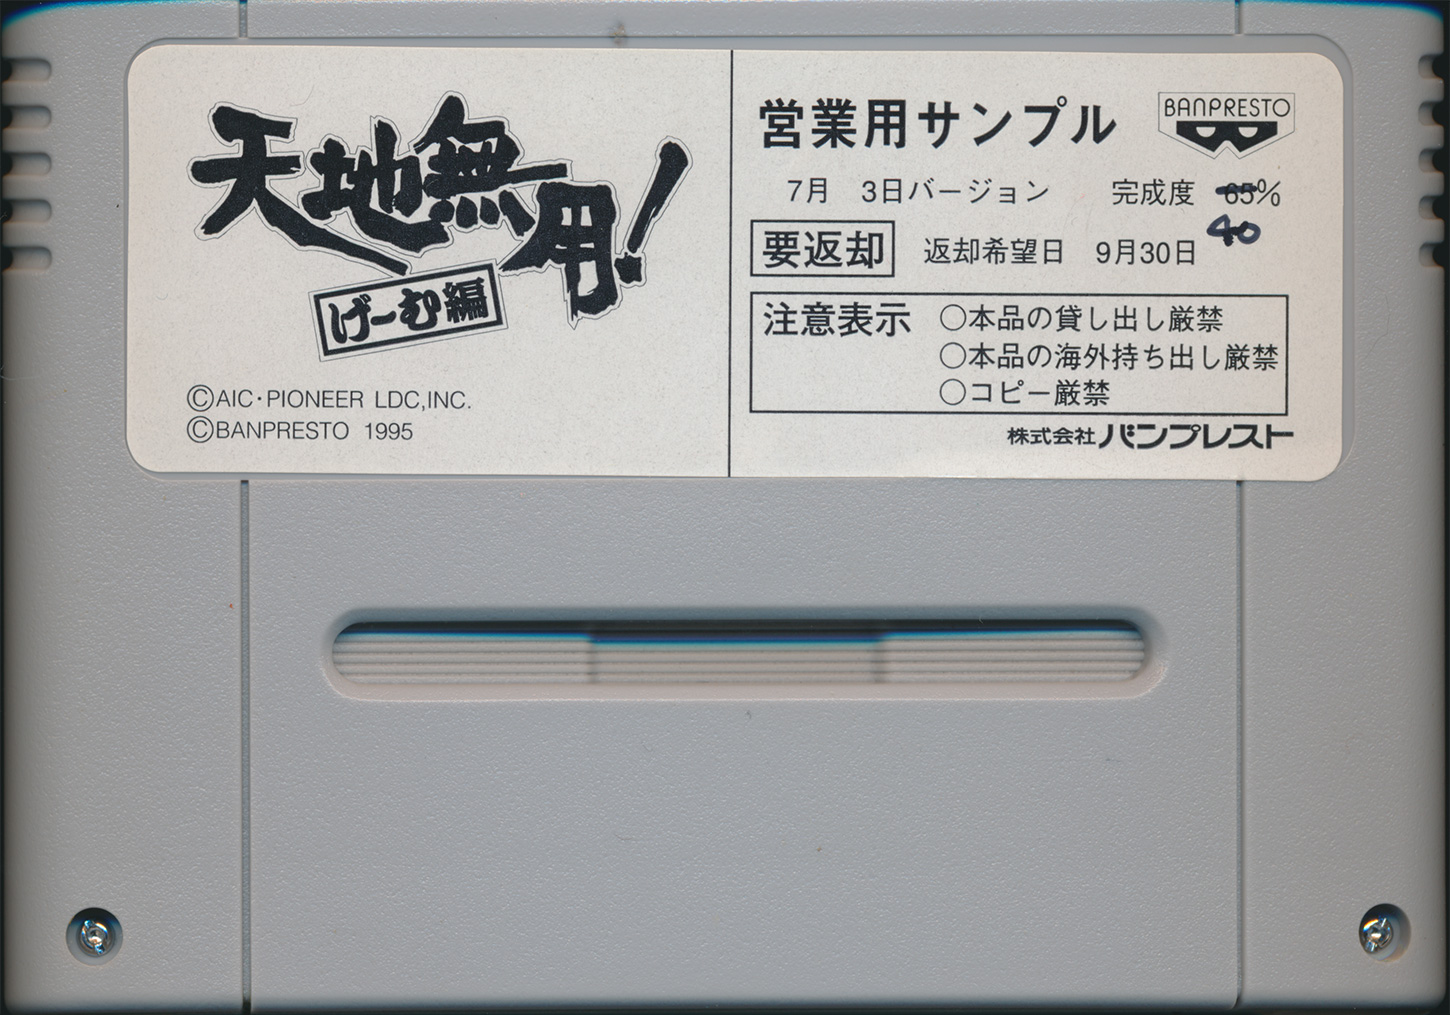 天地無用!
げーむ編
©AIC・PIONEER LDC,INC.
©BANPRESTO 1995
営業用サンプル
BANPRESTO
7月 3日バージョン 完成度 65%
40
要返却 返却希望日 9月30日
注意表示 ○本品の貸し出し厳禁
○本品の海外持ち出し厳禁
○コピー厳禁
株式会社バンプレスト